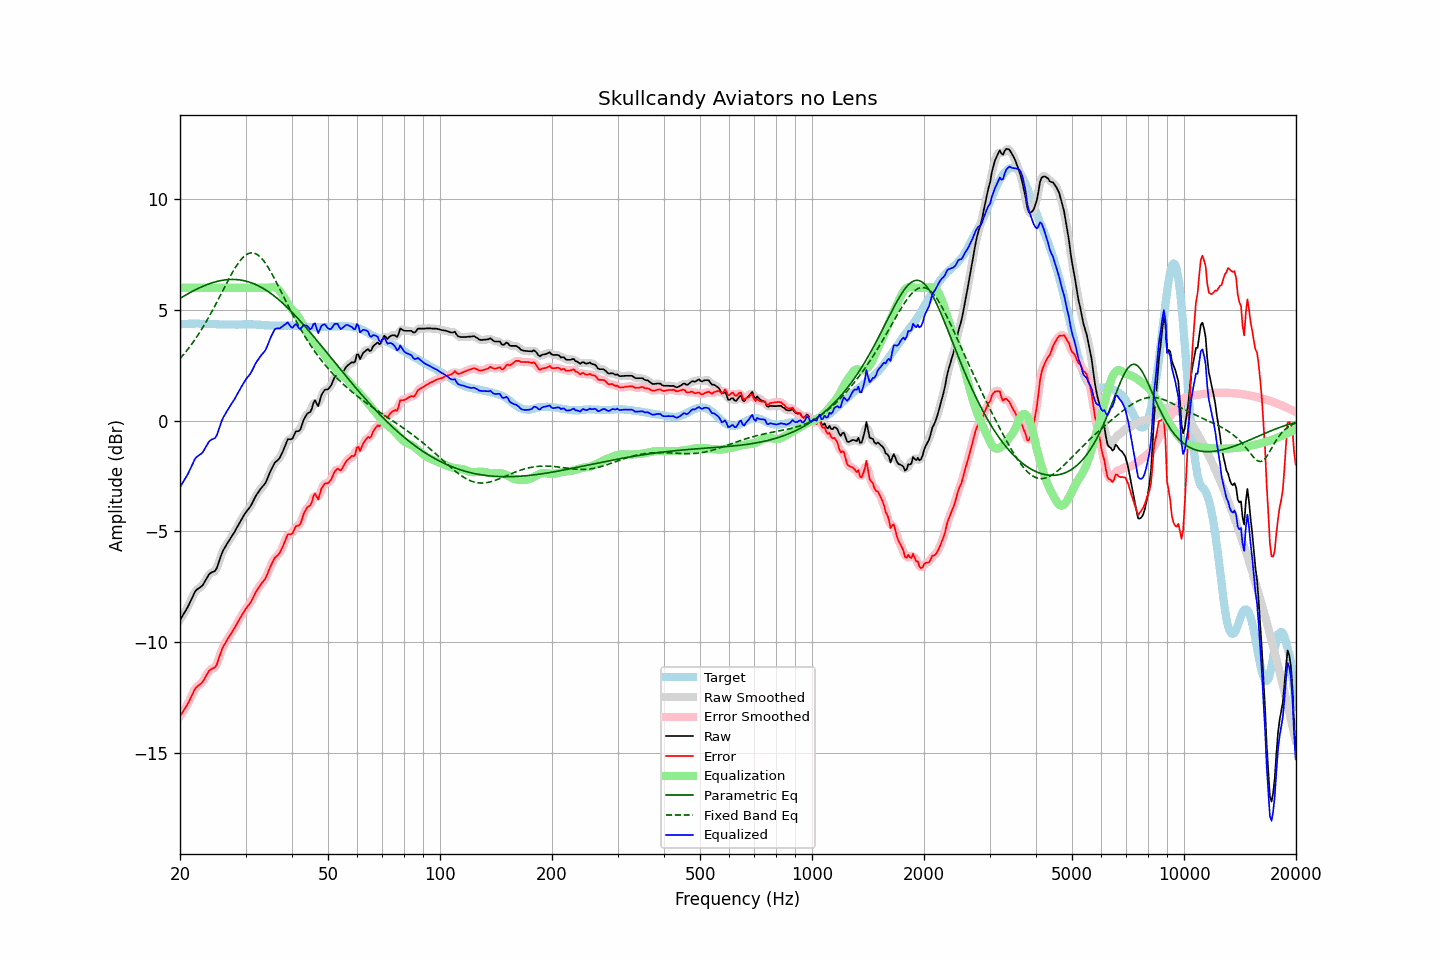 Skullcandy Aviators no Lens
Amplitude (dBr)
10
5
0
−5
−10
−15
Target
Raw Smoothed
Error Smoothed
Raw
Error
Equalization
Parametric Eq
Fixed Band Eq
Equalized
20 50 100 200 500 1000 2000 5000 10000 20000
Frequency (Hz)